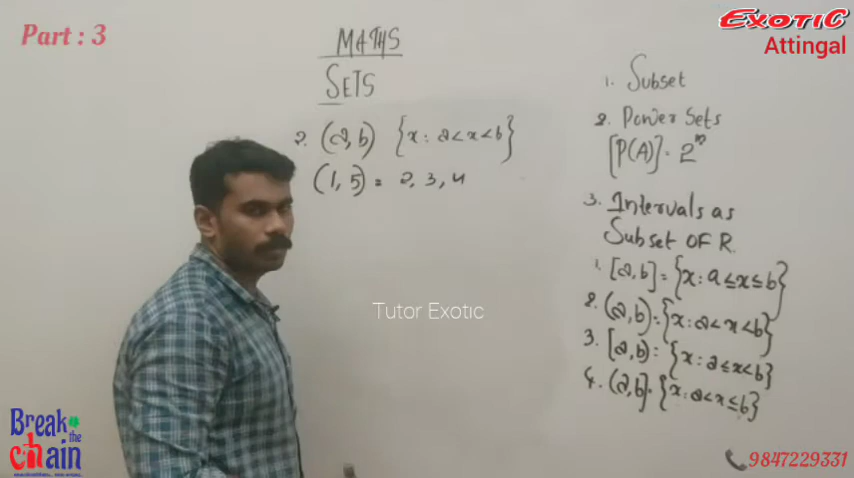 Part : 3
EXOTIC
Attingal
MATHS
SETS
2. (a, b) {x : a < x < b}
(1, 5) = 2, 3, 4
1. Subset
2. Power Sets
[P(A)] = 2^m
3. Intervals as
Subset OF R.
1. [a, b] = {x : a ≤ x ≤ b}
2. (a, b) = {x : a < x < b}
3. [a, b) = {x : a ≤ x < b}
4. (a, b] = {x : a < x ≤ b}
Tutor Exotic
Break
the
chain
9847229331